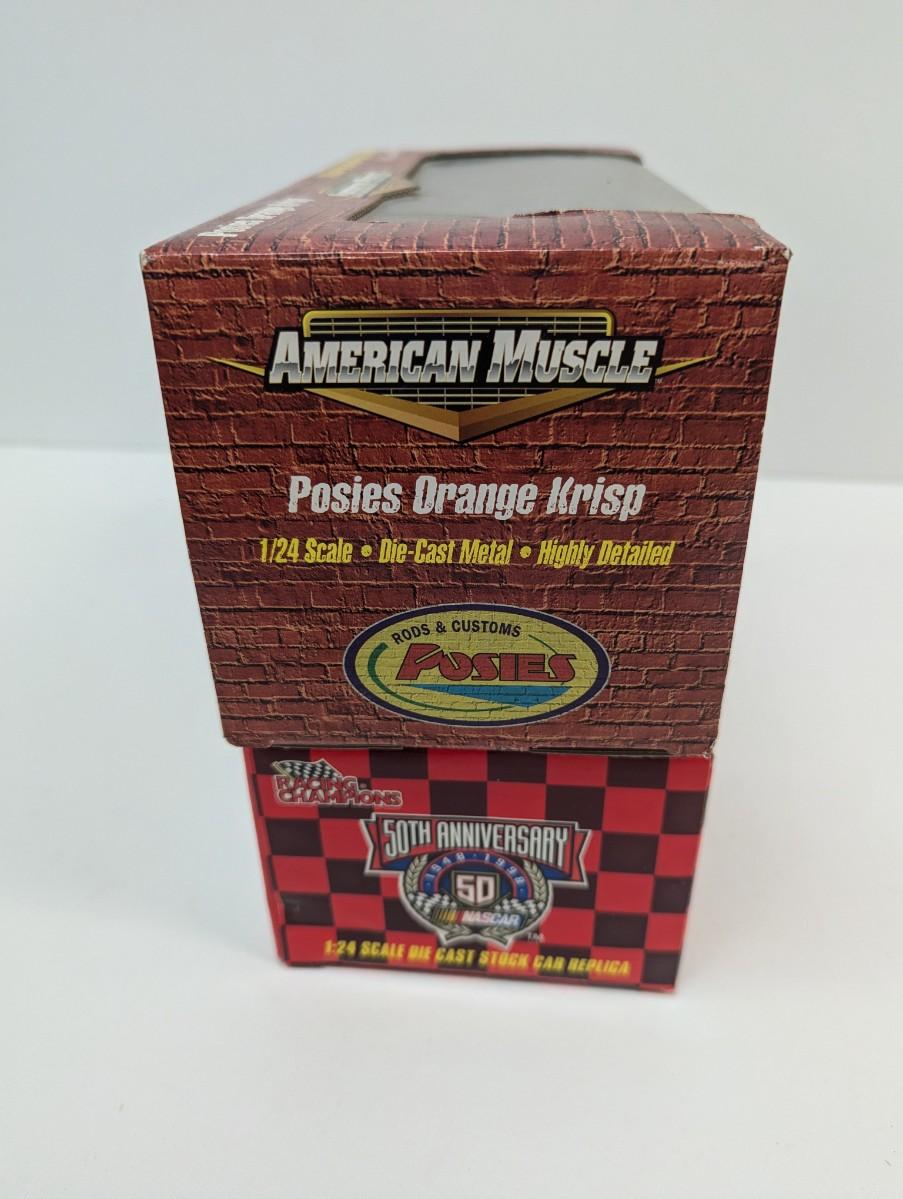 AMERICAN MUSCLE
Posies Orange Krisp
1/24 Scale • Die-Cast Metal • Highly Detailed
RODS & CUSTOMS
POSIES
RACING
CHAMPIONS
50TH ANNIVERSARY
1948 • 1998
50
NASCAR
TM
1:24 SCALE DIE CAST STOCK CAR REPLICA